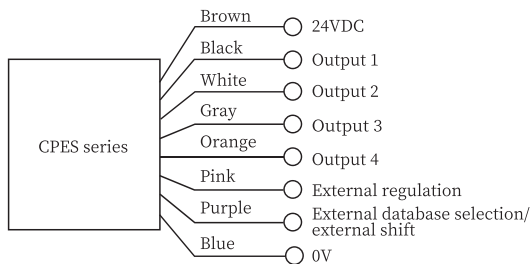 Brown
24VDC
Black
Output 1
White
Output 2
Gray
Output 3
CPES series
Orange
Output 4
Pink
External regulation
Purple
External database selection/
external shift
Blue
0V